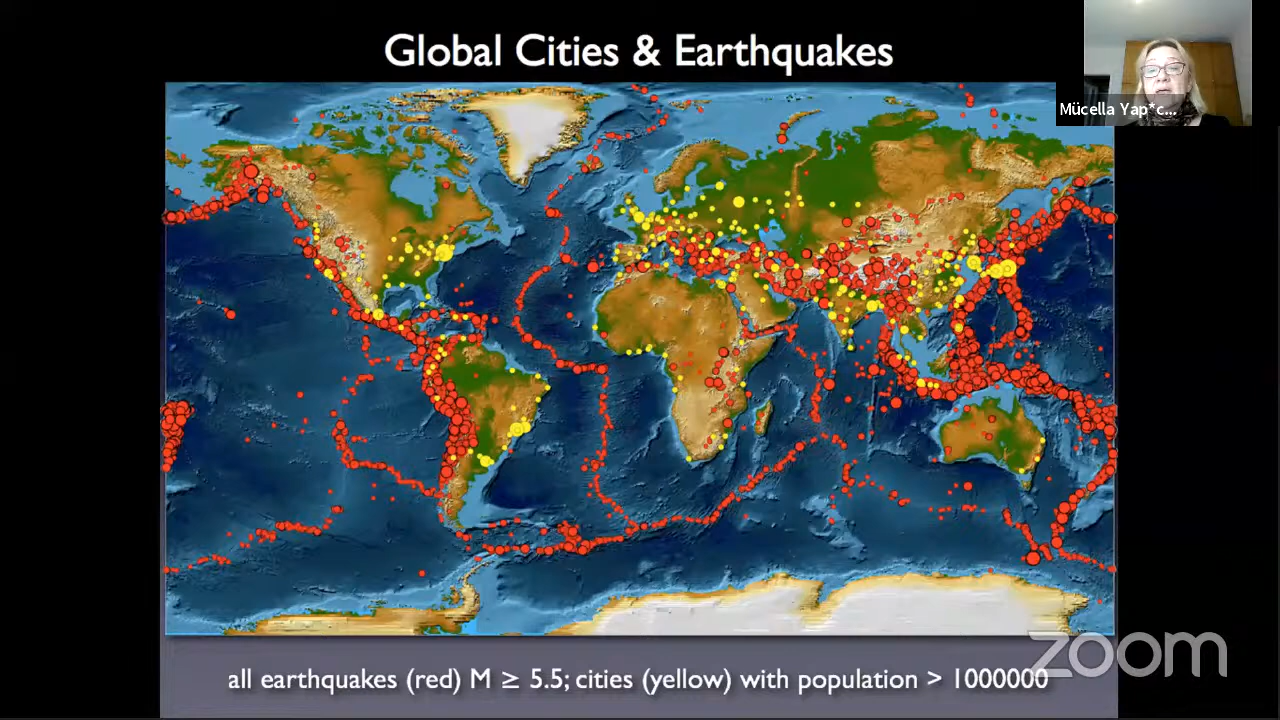 Global Cities & Earthquakes
Mücella Yap*c...
all earthquakes (red) M ≥ 5.5; cities (yellow) with population > 1000000
zoom